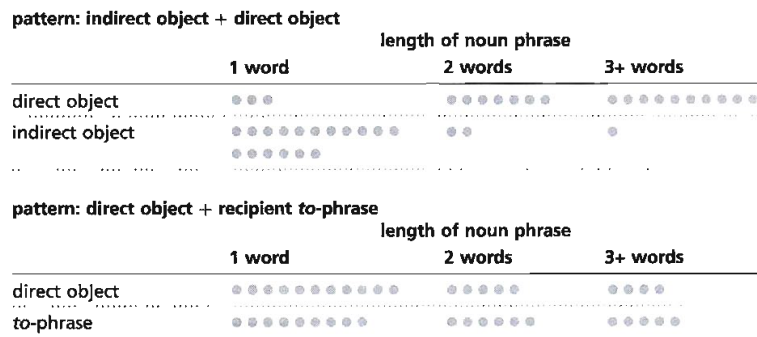 pattern: indirect object + direct object
length of noun phrase
1 word 2 words 3+ words
direct object
indirect object
pattern: direct object + recipient to-phrase
length of noun phrase
1 word 2 words 3+ words
direct object
to-phrase